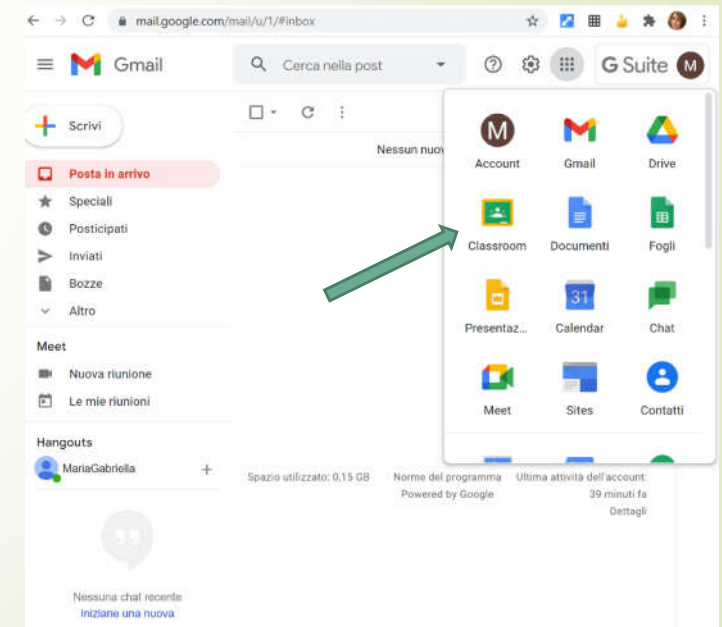 mail.google.com/mail/u/1/#inbox
Gmail
Cerca nella post
G Suite
M
Scrivi
Nessun nuov
Posta in arrivo
Speciali
Posticipati
Inviati
Bozze
Altro
Meet
Nuova riunione
Le mie riunioni
Hangouts
MariaGabriella
Nessuna chat recente
Iniziane una nuova
Spazio utilizzato: 0,15 GB
Norme del programma
Powered by Google
Ultima attività dell'account:
39 minuti fa
Dettagli
M
Account
Gmail
Drive
Classroom
Documenti
Fogli
31
Presentaz...
Calendar
Chat
Meet
Sites
Contatti